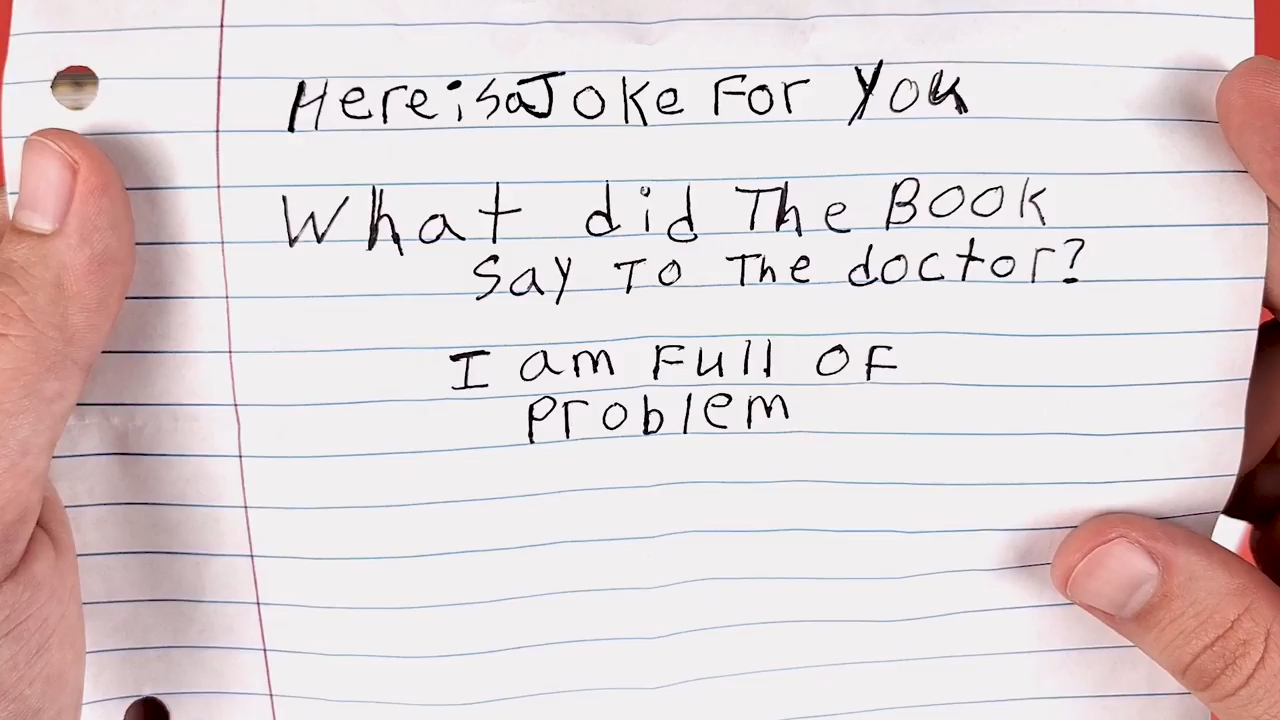 Here is a Joke For You
What did The BOOK
Say To The doctor?
I am Full OF
Problem